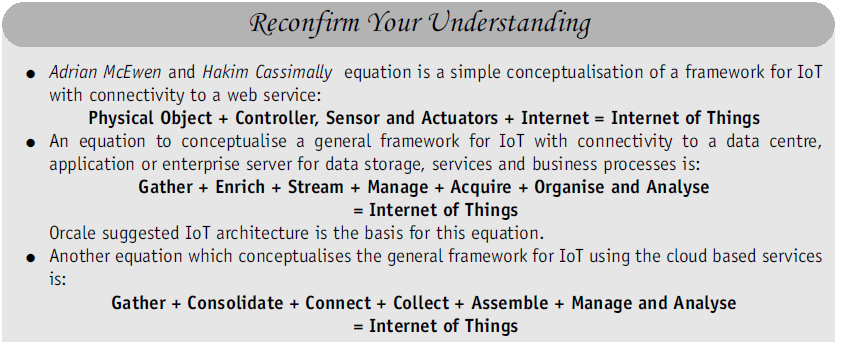 Reconfirm Your Understanding
● Adrian McEwen and Hakim Cassimally equation is a simple conceptualisation of a framework for IoT
with connectivity to a web service:
Physical Object + Controller, Sensor and Actuators + Internet = Internet of Things
● An equation to conceptualise a general framework for IoT with connectivity to a data centre,
application or enterprise server for data storage, services and business processes is:
Gather + Enrich + Stream + Manage + Acquire + Organise and Analyse
= Internet of Things
Orcale suggested IoT architecture is the basis for this equation.
● Another equation which conceptualises the general framework for IoT using the cloud based services
is:
Gather + Consolidate + Connect + Collect + Assemble + Manage and Analyse
= Internet of Things